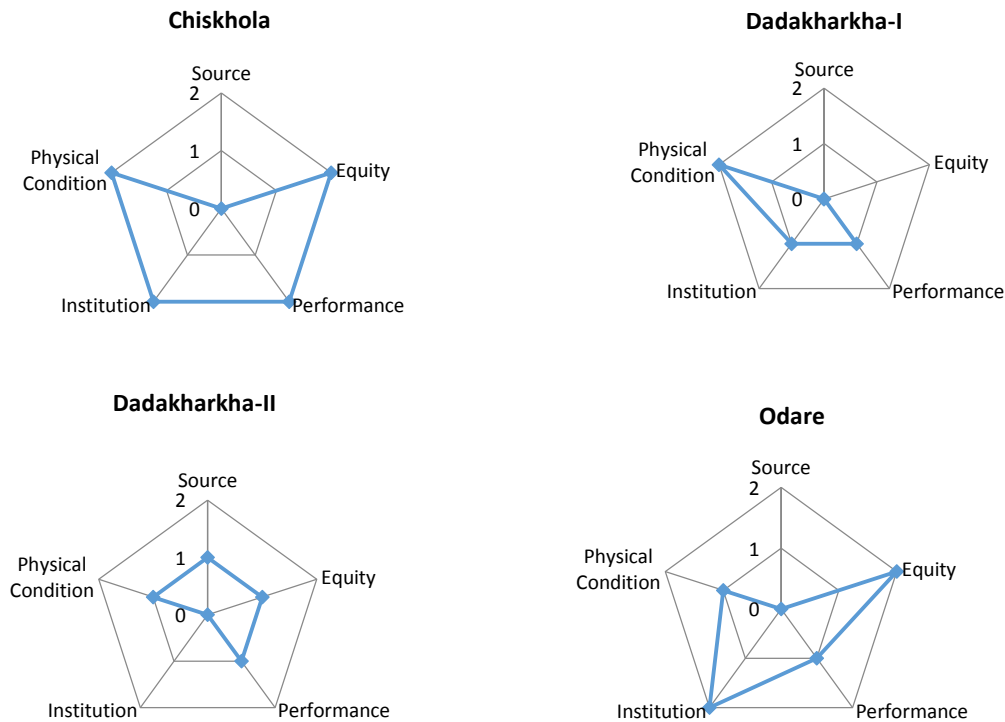 Chiskhola
Source
2
1
0
Physical
Condition
Equity
Institution
Performance
Dadakharkha-I
Source
2
1
0
Physical
Condition
Equity
Institution
Performance
Dadakharkha-II
Source
2
1
0
Physical
Condition
Equity
Institution
Performance
Odare
Source
2
1
0
Physical
Condition
Equity
Institution
Performance